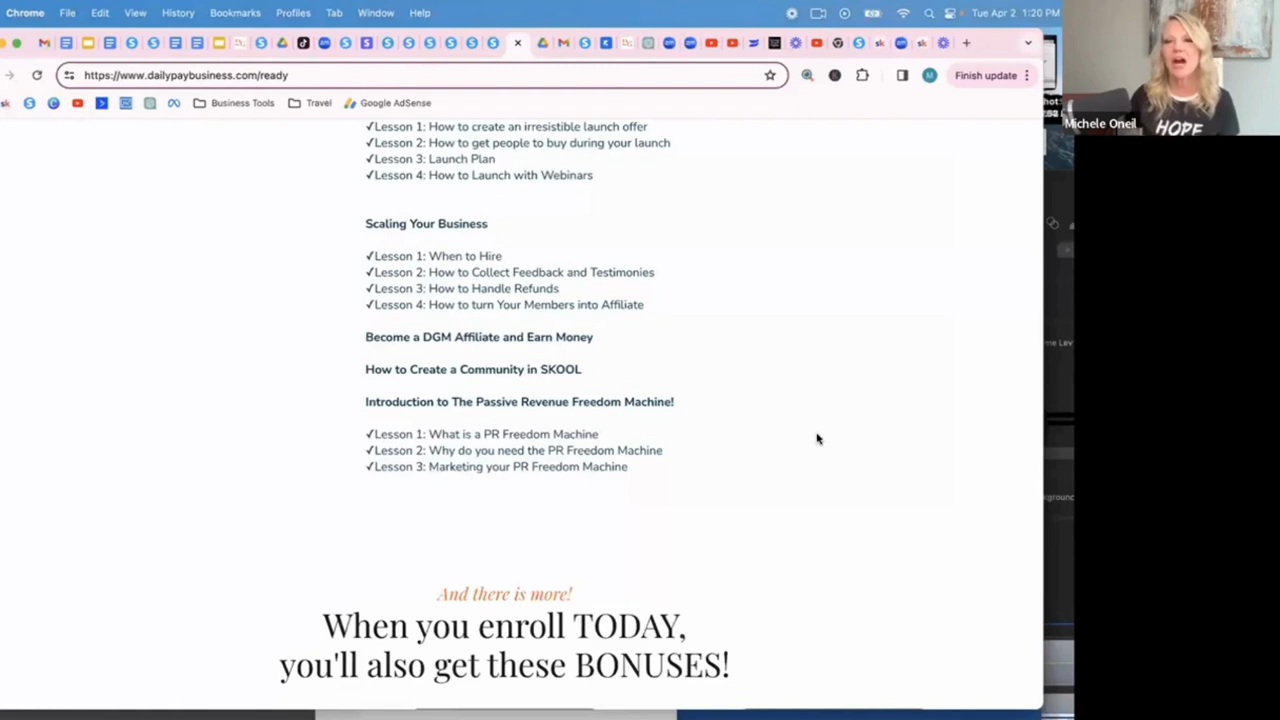 Chrome File Edit View History Bookmarks Profiles Tab Window Help Tue Apr 2 1:20 PM
https://www.dailypaybusiness.com/ready Finish update
Business Tools Travel Google AdSense
Michele Oneil
HOPE
✓Lesson 1: How to create an irresistible launch offer
✓Lesson 2: How to get people to buy during your launch
✓Lesson 3: Launch Plan
✓Lesson 4: How to Launch with Webinars
Scaling Your Business
✓Lesson 1: When to Hire
✓Lesson 2: How to Collect Feedback and Testimonies
✓Lesson 3: How to Handle Refunds
✓Lesson 4: How to turn Your Members into Affiliate
Become a DGM Affiliate and Earn Money
How to Create a Community in SKOOL
Introduction to The Passive Revenue Freedom Machine!
✓Lesson 1: What is a PR Freedom Machine
✓Lesson 2: Why do you need the PR Freedom Machine
✓Lesson 3: Marketing your PR Freedom Machine
And there is more!
When you enroll TODAY,
you'll also get these BONUSES!